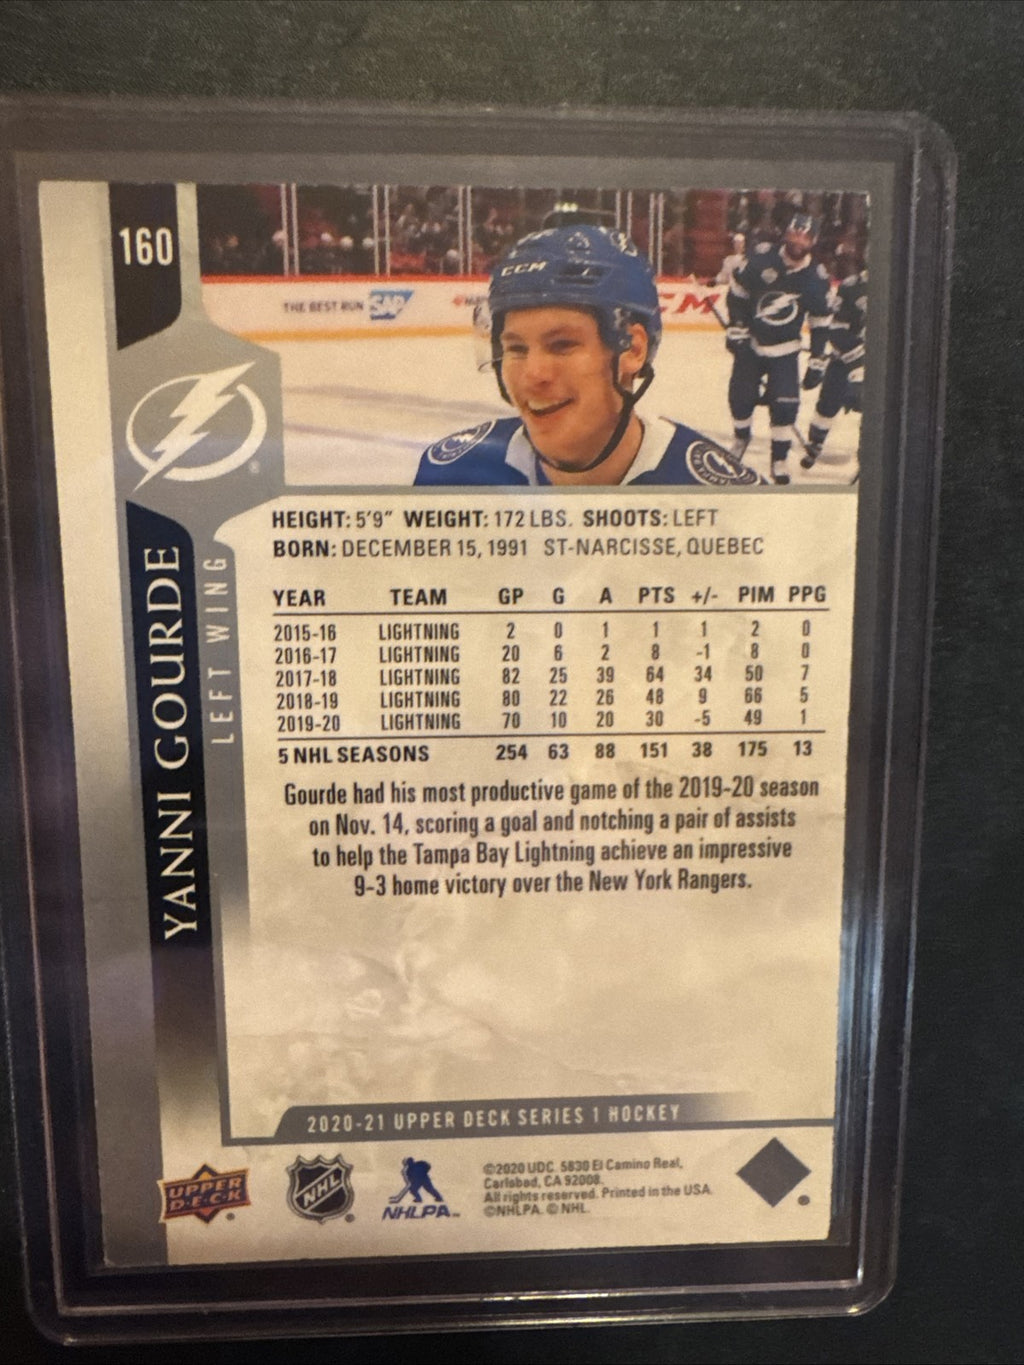 160
THE BEST RUN SAP
CCM
CCM
YANNI GOURDE
LEFT WING
HEIGHT: 5'9" WEIGHT: 172 LBS. SHOOTS: LEFT
BORN: DECEMBER 15, 1991 ST-NARCISSE, QUEBEC
YEAR TEAM GP G A PTS +/- PIM PPG
2015-16 LIGHTNING 2 0 1 1 1 2 0
2016-17 LIGHTNING 20 6 2 8 -1 8 0
2017-18 LIGHTNING 82 25 39 64 34 50 7
2018-19 LIGHTNING 80 22 26 48 9 66 5
2019-20 LIGHTNING 70 10 20 30 -5 49 1
5 NHL SEASONS 254 63 88 151 38 175 13
Gourde had his most productive game of the 2019-20 season
on Nov. 14, scoring a goal and notching a pair of assists
to help the Tampa Bay Lightning achieve an impressive
9-3 home victory over the New York Rangers.
2020-21 UPPER DECK SERIES 1 HOCKEY
UPPER
DECK
NHL
NHLPA™
©2020 UDC. 5830 El Camino Real,
Carlsbad, CA 92008.
All rights reserved. Printed in the USA.
©NHLPA. © NHL.